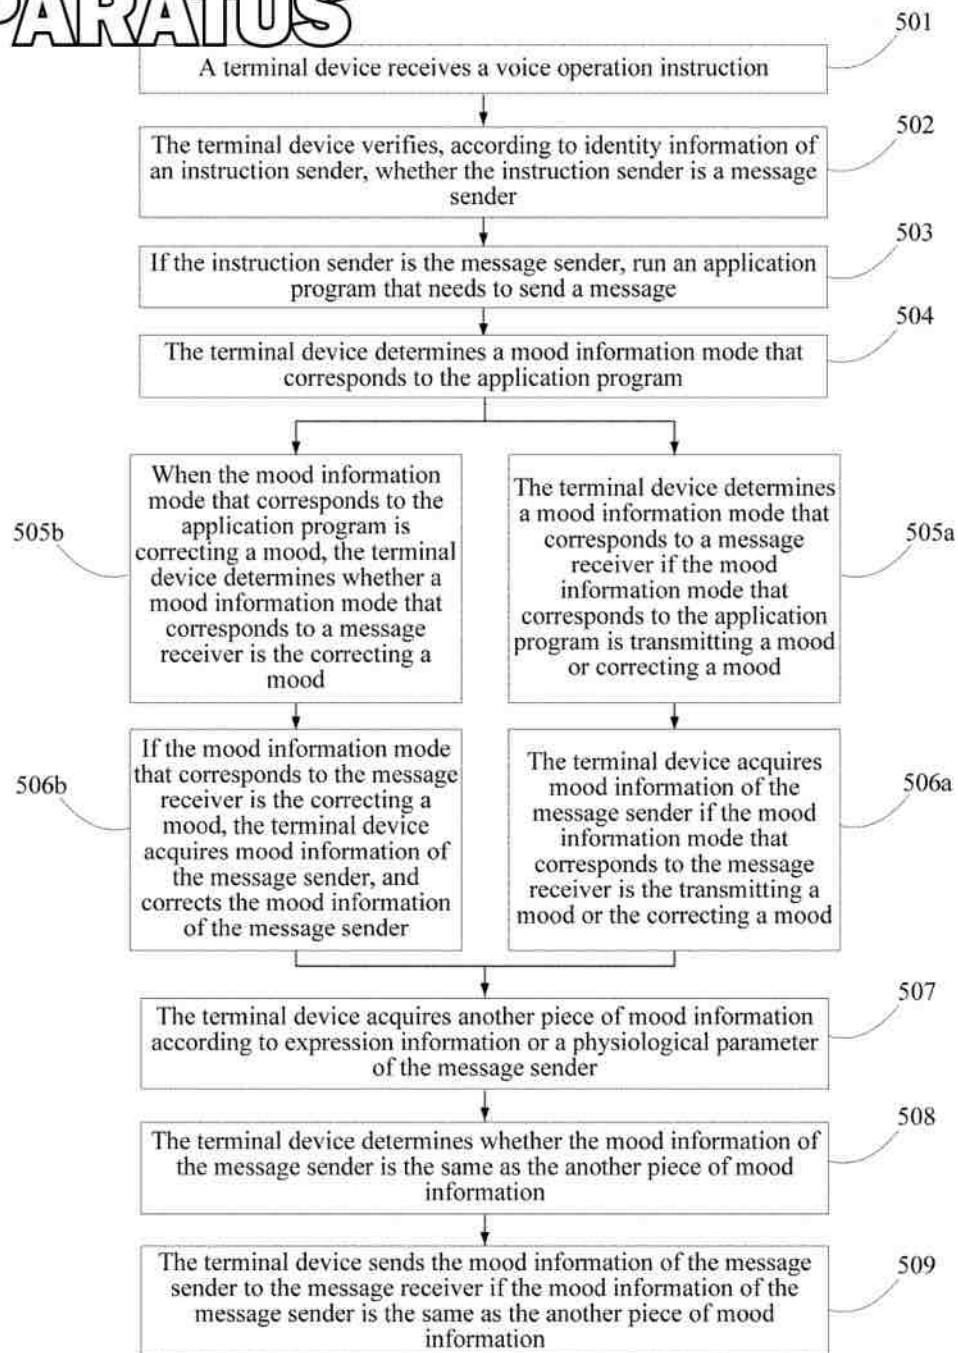 PARATUS
501
A terminal device receives a voice operation instruction
502
The terminal device verifies, according to identity information of
an instruction sender, whether the instruction sender is a message
sender
503
If the instruction sender is the message sender, run an application
program that needs to send a message
504
The terminal device determines a mood information mode that
corresponds to the application program
505b
When the mood information
mode that corresponds to the
application program is
correcting a mood, the terminal
device determines whether a
mood information mode that
corresponds to a message
receiver is the correcting a
mood
505a
The terminal device determines
a mood information mode that
corresponds to a message
receiver if the mood
information mode that
corresponds to the application
program is transmitting a mood
or correcting a mood
506b
If the mood information mode
that corresponds to the message
receiver is the correcting a
mood, the terminal device
acquires mood information of
the message sender, and
corrects the mood information
of the message sender
506a
The terminal device acquires
mood information of the
message sender if the mood
information mode that
corresponds to the message
receiver is the transmitting a
mood or the correcting a mood
507
The terminal device acquires another piece of mood information
according to expression information or a physiological parameter
of the message sender
508
The terminal device determines whether the mood information of
the message sender is the same as the another piece of mood
information
509
The terminal device sends the mood information of the message
sender to the message receiver if the mood information of the
message sender is the same as the another piece of mood
information